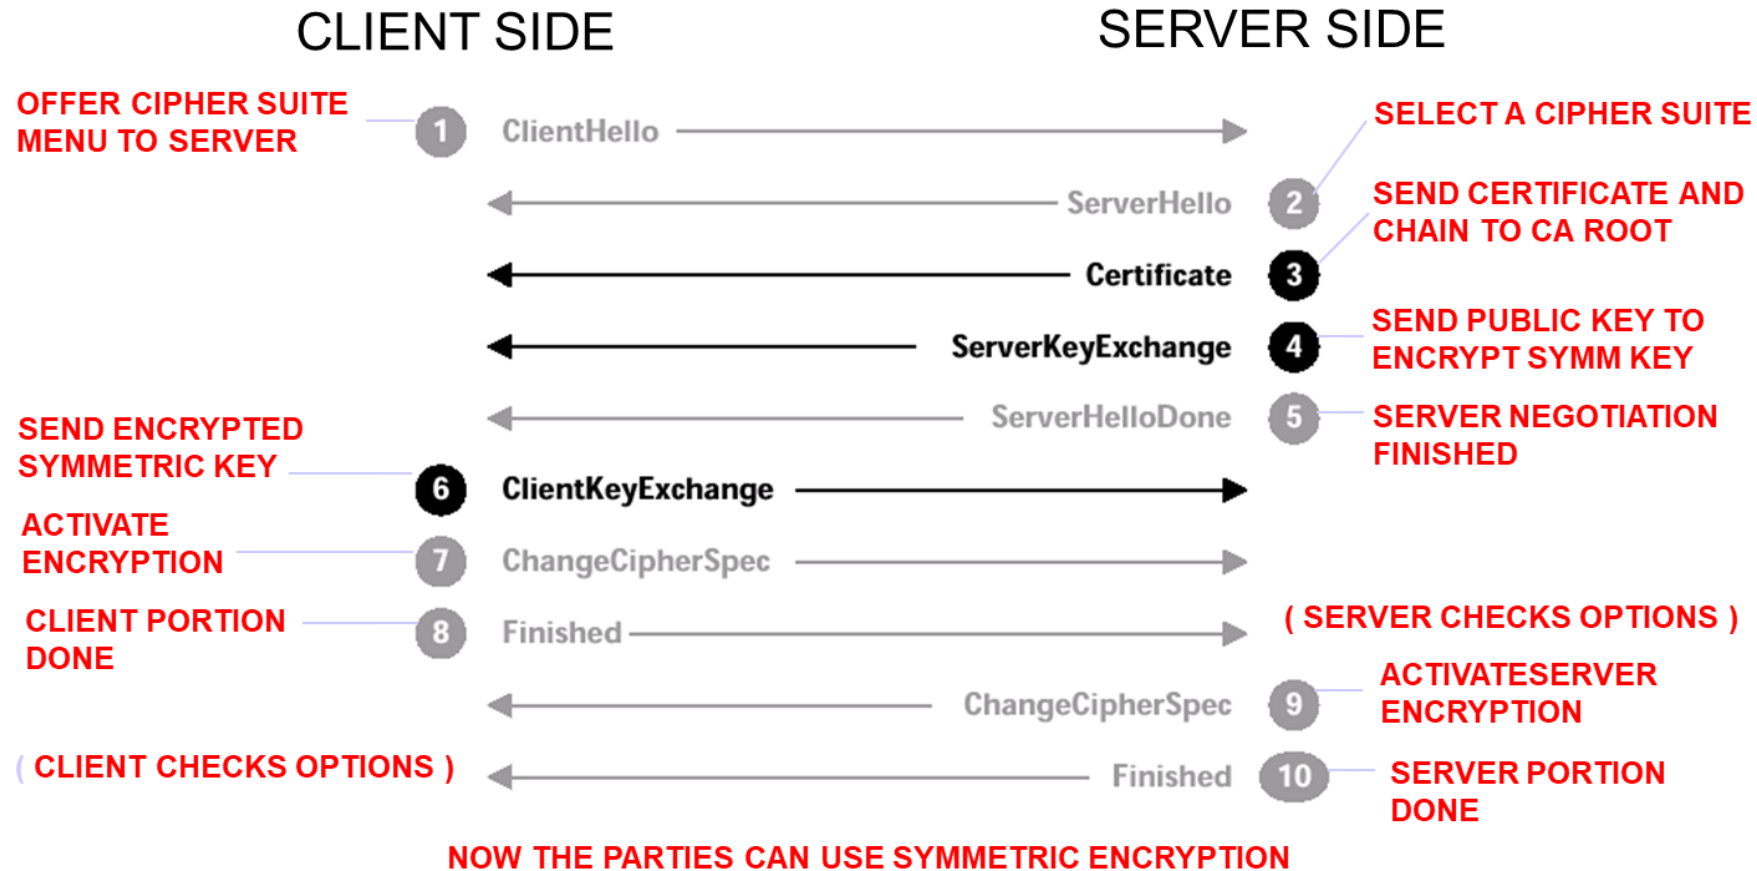 CLIENT SIDE
SERVER SIDE
OFFER CIPHER SUITE
MENU TO SERVER
1
ClientHello
SELECT A CIPHER SUITE
ServerHello
2
SEND CERTIFICATE AND
CHAIN TO CA ROOT
Certificate
3
SEND PUBLIC KEY TO
ENCRYPT SYMM KEY
ServerKeyExchange
4
ServerHelloDone
5
SERVER NEGOTIATION
FINISHED
SEND ENCRYPTED
SYMMETRIC KEY
6
ClientKeyExchange
ACTIVATE
ENCRYPTION
7
ChangeCipherSpec
CLIENT PORTION
DONE
8
Finished
( SERVER CHECKS OPTIONS )
ChangeCipherSpec
9
ACTIVATESERVER
ENCRYPTION
( CLIENT CHECKS OPTIONS )
Finished
10
SERVER PORTION
DONE
NOW THE PARTIES CAN USE SYMMETRIC ENCRYPTION